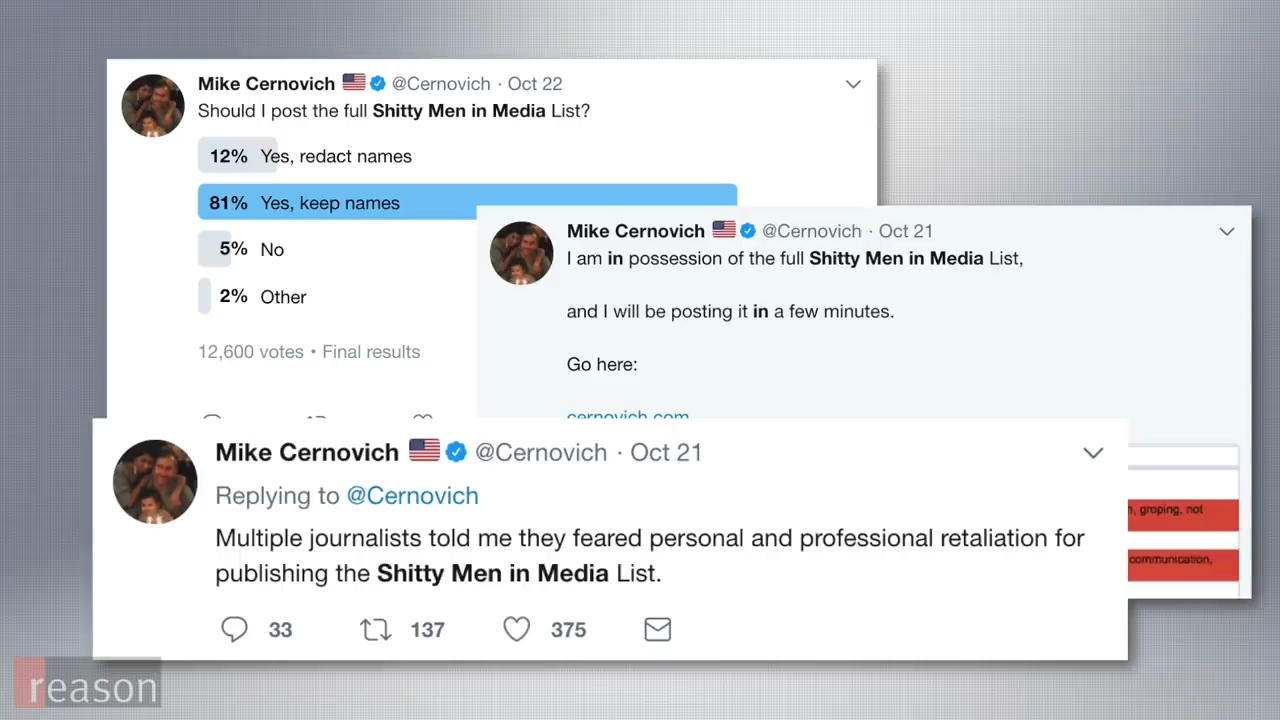 Mike Cernovich @Cernovich · Oct 22
Should I post the full Shitty Men in Media List?
12% Yes, redact names
81% Yes, keep names
5% No
2% Other
12,600 votes • Final results
Mike Cernovich @Cernovich · Oct 21
I am in possession of the full Shitty Men in Media List,
and I will be posting it in a few minutes.
Go here:
cernovich.com
groping, not
communication,
Mike Cernovich @Cernovich · Oct 21
Replying to @Cernovich
Multiple journalists told me they feared personal and professional retaliation for
publishing the Shitty Men in Media List.
33 137 375
reason